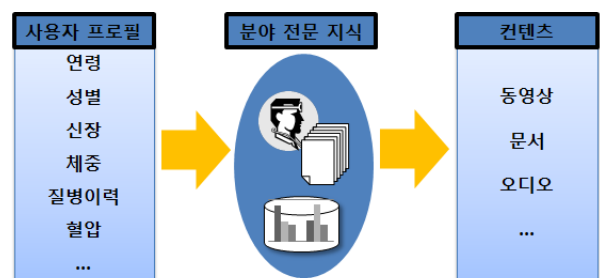 사용자 프로필
연령
성별
신장
체중
질병이력
혈압
...
분야 전문 지식
컨텐츠
동영상
문서
오디오
...